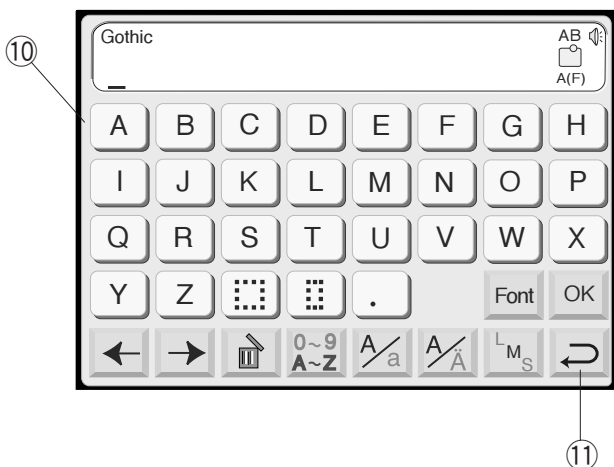 Gothic
AB
A(F)
_
⑩
A B C D E F G H
I J K L M N O P
Q R S T U V W X
Y Z . Font OK
0~9 A/a A/Ä L M S
A~Z
⑪